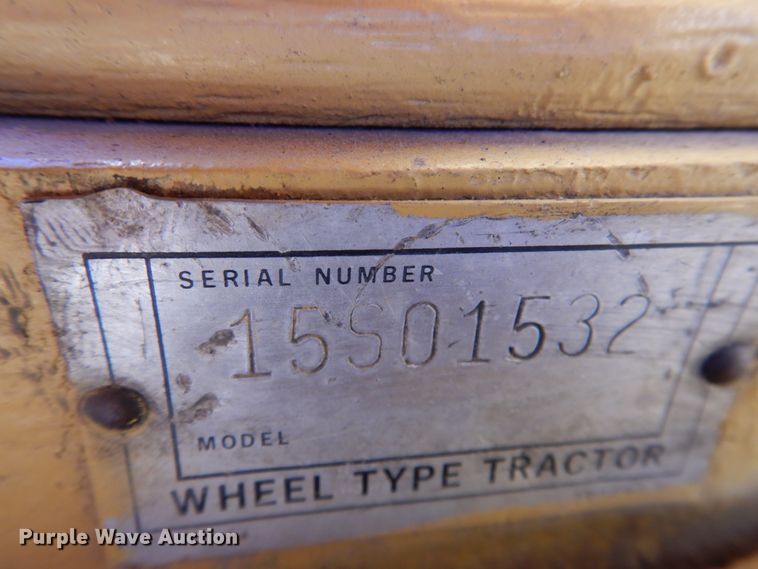 SERIAL NUMBER
15S01532
MODEL
WHEEL TYPE TRACTOR
Purple Wave Auction